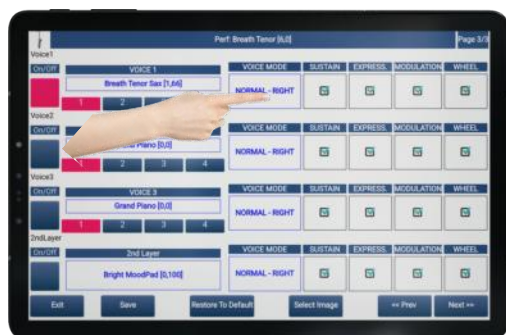 Perf: Breath Tenor [6,0]
Page 3/3
Voice1
On/Off VOICE 1 VOICE MODE SUSTAIN EXPRESS. MODULATION WHEEL
Breath Tenor Sax [1,66]
NORMAL - RIGHT
1 2
Voice2
On/Off VOICE MODE SUSTAIN EXPRESS. MODULATION WHEEL
Piano [0,0]
NORMAL - RIGHT
1 2 3 4
Voice3
On/Off VOICE 3 VOICE MODE SUSTAIN EXPRESS. MODULATION WHEEL
Grand Piano [0,0]
NORMAL - RIGHT
1 2 3 4
2ndLayer
On/Off 2nd Layer VOICE MODE SUSTAIN EXPRESS. MODULATION WHEEL
Bright MoodPad [0,100]
NORMAL - RIGHT
Exit Save Restore To Default Select Image << Prev Next >>